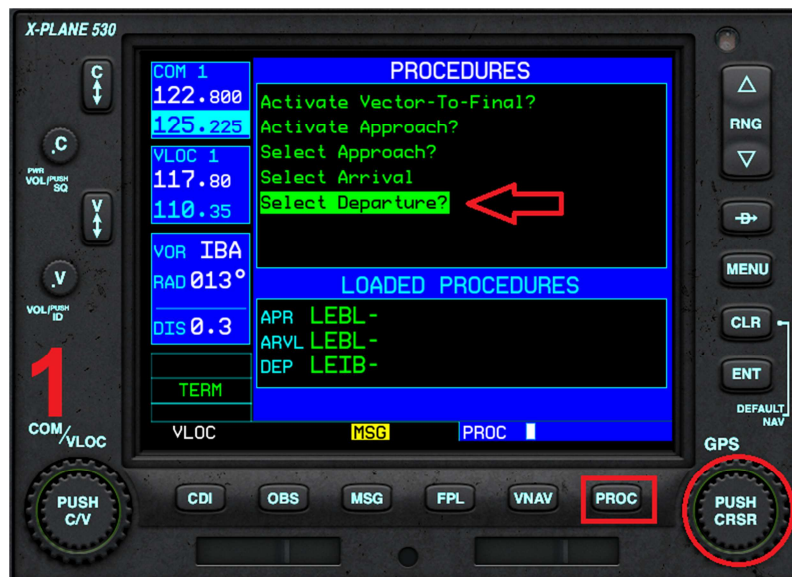 X-PLANE 530
C
.C
PWR
VOL/PUSH
SQ
V
.V
VOL/PUSH
ID
1
COM/VLOC
PUSH
C/V
COM 1
122.800
125.225
VLOC 1
117.80
110.35
VOR IBA
RAD 013°
DIS 0.3
TERM
VLOC
MSG
PROC
PROCEDURES
Activate Vector-To-Final?
Activate Approach?
Select Approach?
Select Arrival
Select Departure?
LOADED PROCEDURES
APR LEBL-
ARVL LEBL-
DEP LEIB-
CDI
OBS
MSG
FPL
VNAV
PROC
RNG
D
MENU
CLR
ENT
DEFAULT
NAV
GPS
PUSH
CRSR